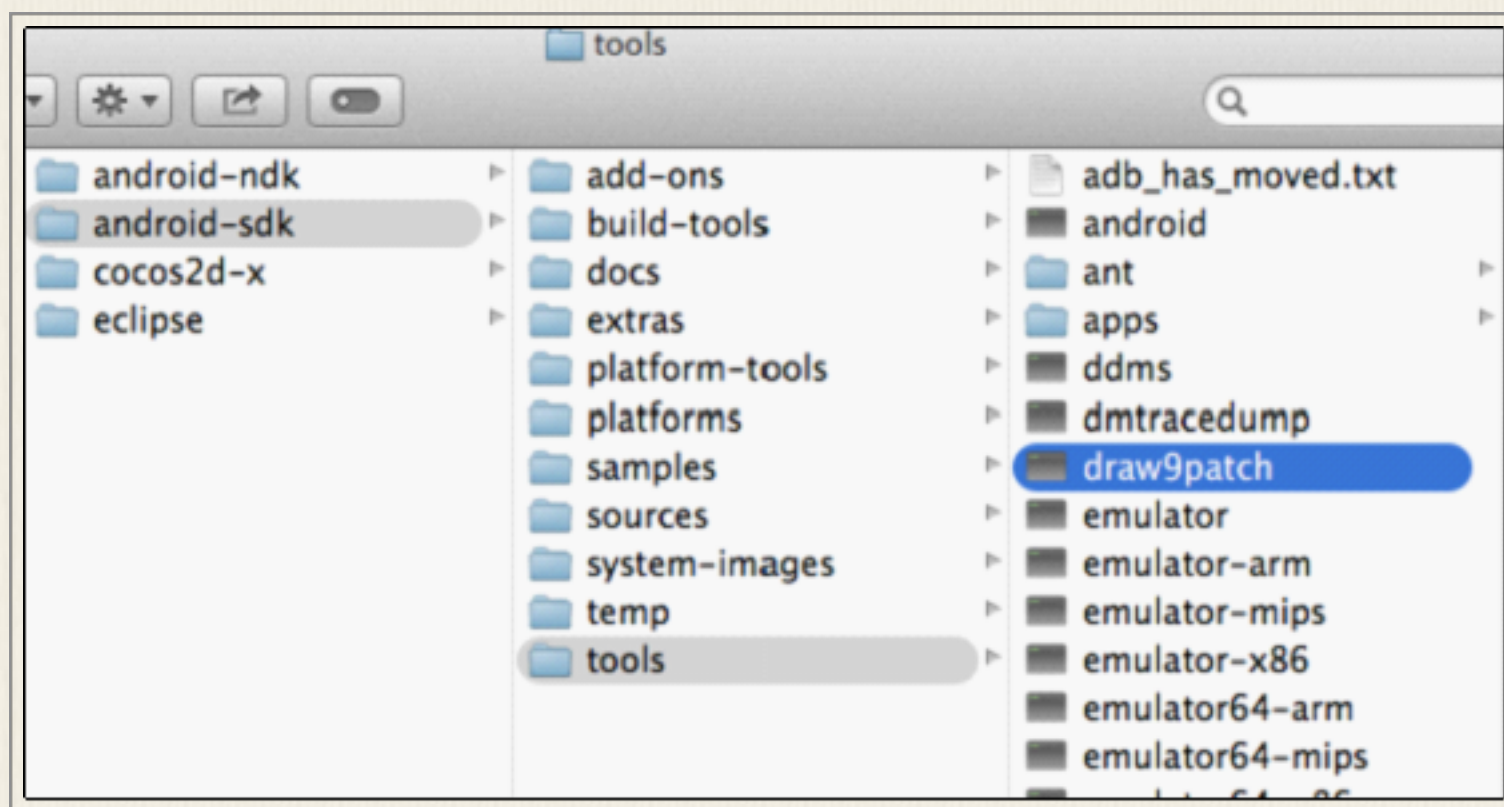 tools
android-ndk
android-sdk
cocos2d-x
eclipse
add-ons
build-tools
docs
extras
platform-tools
platforms
samples
sources
system-images
temp
tools
adb_has_moved.txt
android
ant
apps
ddms
dmtracedump
draw9patch
emulator
emulator-arm
emulator-mips
emulator-x86
emulator64-arm
emulator64-mips